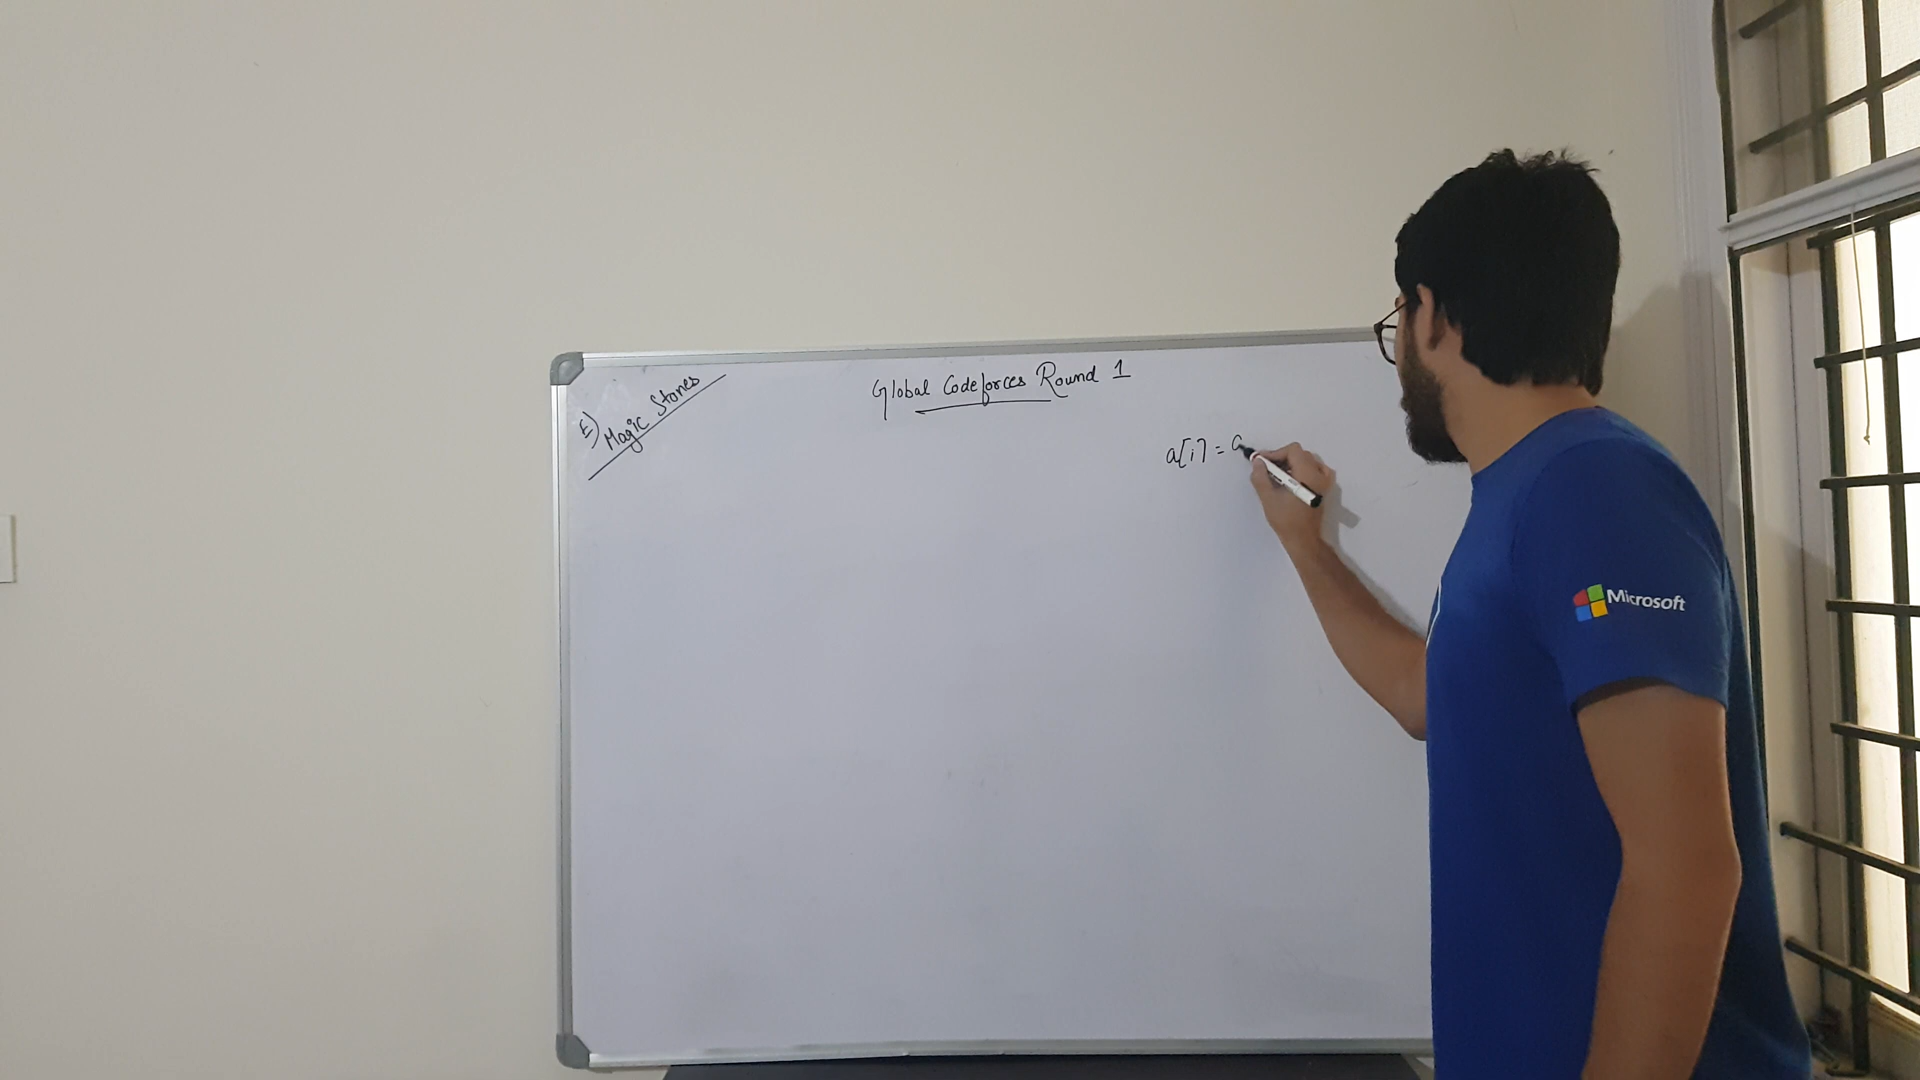 Global Codeforces Round 1
E) Magic Stones
a[i] = a
Microsoft